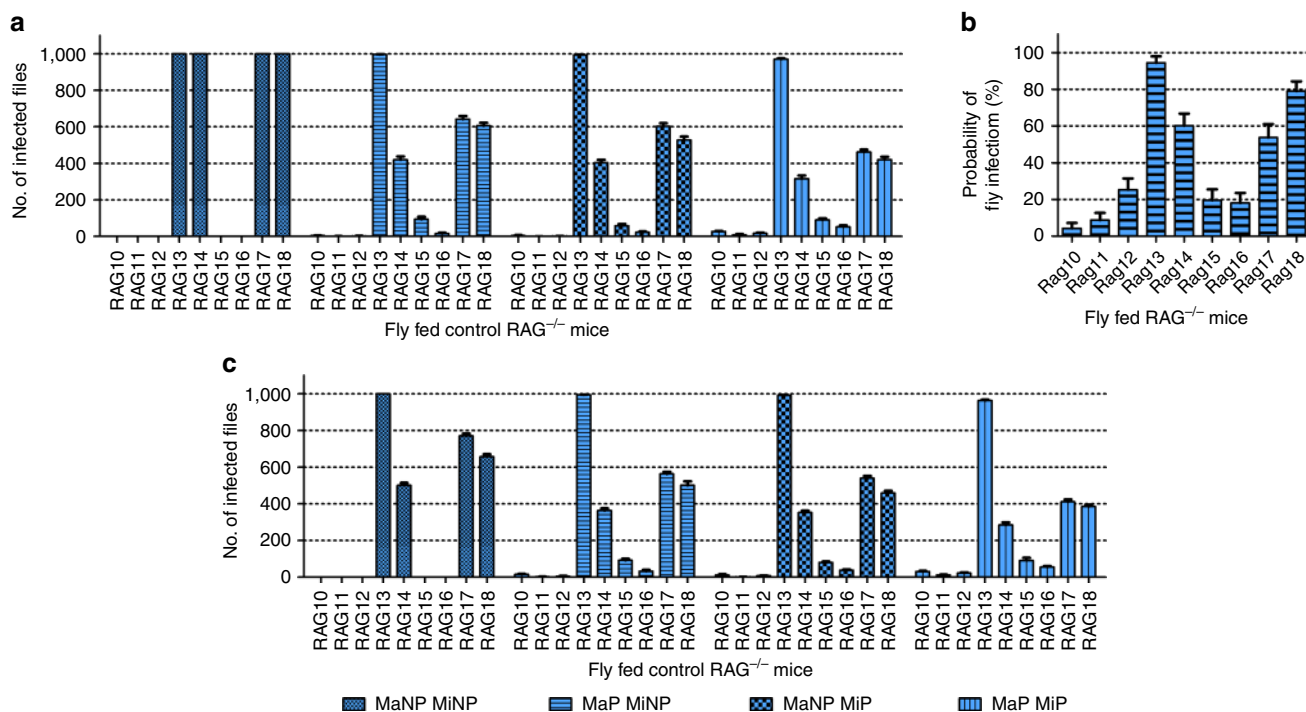 a
No. of infected files
1,000
800
600
400
200
0
RAG10 RAG11 RAG12 RAG13 RAG14 RAG15 RAG16 RAG17 RAG18 RAG10 RAG11 RAG12 RAG13 RAG14 RAG15 RAG16 RAG17 RAG18 RAG10 RAG11 RAG12 RAG13 RAG14 RAG15 RAG16 RAG17 RAG18 RAG10 RAG11 RAG12 RAG13 RAG14 RAG15 RAG16 RAG17 RAG18
Fly fed control RAG–/– mice
b
Probability of
fly infectiom (%)
100
80
60
40
20
0
Rag10 Rag11 Rag12 Rag13 Rag14 Rag15 Rag16 Rag17 Rag18
Fly fed RAG–/– mice
c
No. of infected files
1,000
800
600
400
200
0
RAG10 RAG11 RAG12 RAG13 RAG14 RAG15 RAG16 RAG17 RAG18 RAG10 RAG11 RAG12 RAG13 RAG14 RAG15 RAG16 RAG17 RAG18 RAG10 RAG11 RAG12 RAG13 RAG14 RAG15 RAG16 RAG17 RAG18 RAG10 RAG11 RAG12 RAG13 RAG14 RAG15 RAG16 RAG17 RAG18
Fly fed control RAG–/– mice
MaNP MiNP MaP MiNP MaNP MiP MaP MiP